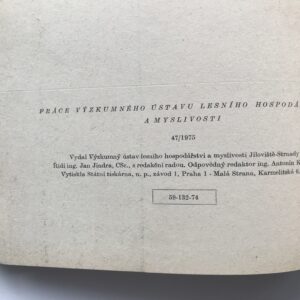 PRÁCE VÝZKUMNÉHO ÚSTAVU LESNÍHO HOSPODÁ
A MYSLIVOSTI
47/1975
Vydal Výzkumný ústav lesního hospodářství a myslivosti Jíloviště-Strnady
Řídí ing. Jan Jindra, CSc., s redakční radou. Odpovědný redaktor ing. Antonín K
Vytiskla Státní tiskárna, n. p., závod 1, Praha 1 - Malá Strana, Karmelitská 6
59-132-74